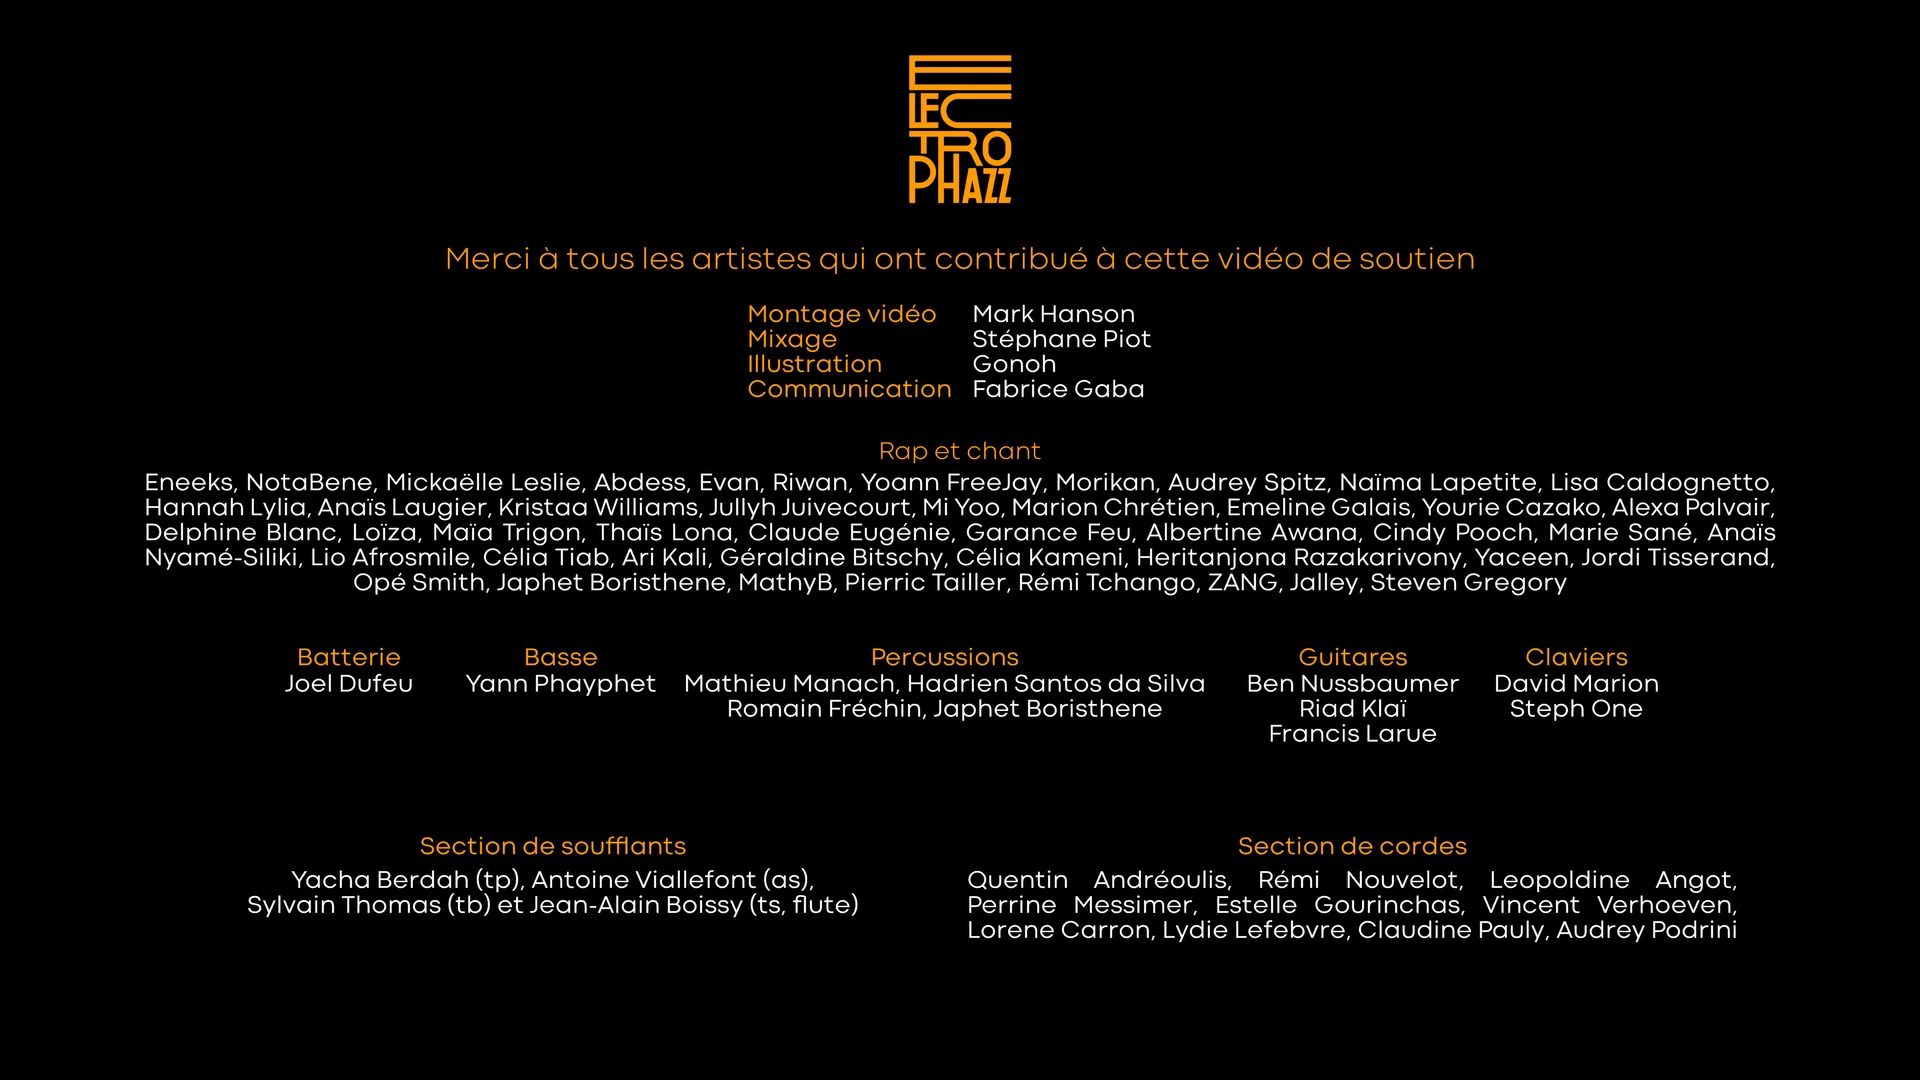 ELECTRO PHAZZ
Merci à tous les artistes qui ont contribué à cette vidéo de soutien
Montage vidéo Mark Hanson
Mixage Stéphane Piot
Illustration Gonoh
Communication Fabrice Gaba
Rap et chant
Eneeks, NotaBene, Mickaëlle Leslie, Abdess, Evan, Riwan, Yoann FreeJay, Morikan, Audrey Spitz, Naïma Lapetite, Lisa Caldognetto,
Hannah Lylia, Anaïs Laugier, Kristaa Williams, Jullyh Juivecourt, Mi Yoo, Marion Chrétien, Emeline Galais, Yourie Cazako, Alexa Palvair,
Delphine Blanc, Loïza, Maïa Trigon, Thaïs Lona, Claude Eugénie, Garance Feu, Albertine Awana, Cindy Pooch, Marie Sané, Anaïs
Nyamé-Siliki, Lio Afrosmile, Célia Tiab, Ari Kali, Géraldine Bitschy, Célia Kameni, Heritanjona Razakarivony, Yaceen, Jordi Tisserand,
Opé Smith, Japhet Boristhene, MathyB, Pierric Tailler, Rémi Tchango, ZANG, Jalley, Steven Gregory
Batterie
Joel Dufeu
Basse
Yann Phayphet
Percussions
Mathieu Manach, Hadrien Santos da Silva
Romain Fréchin, Japhet Boristhene
Guitares
Ben Nussbaumer
Riad Klaï
Francis Larue
Claviers
David Marion
Steph One
Section de soufflants
Yacha Berdah (tp), Antoine Viallefont (as),
Sylvain Thomas (tb) et Jean-Alain Boissy (ts, flute)
Section de cordes
Quentin Andréoulis, Rémi Nouvelot, Leopoldine Angot,
Perrine Messimer, Estelle Gourinchas, Vincent Verhoeven,
Lorene Carron, Lydie Lefebvre, Claudine Pauly, Audrey Podrini